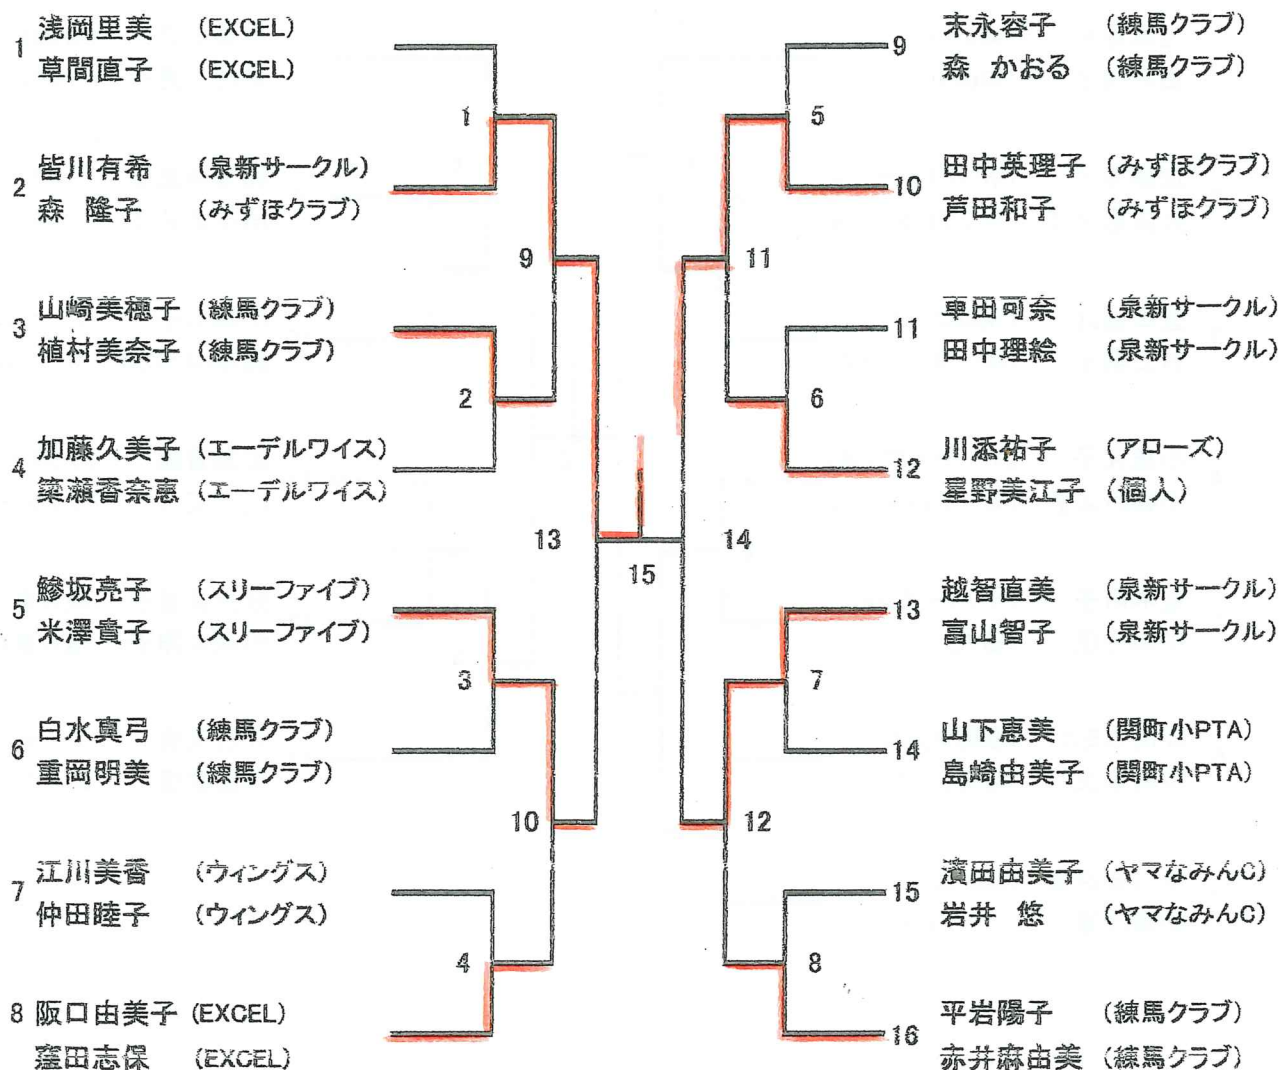 1 浅岡里美 (EXCEL)
草間直子 (EXCEL)
2 皆川有希 (泉新サークル)
森 隆子 (みずほクラブ)
3 山崎美穂子 (練馬クラブ)
植村美奈子 (練馬クラブ)
4 加藤久美子 (エーデルワイス)
簗瀬香奈恵 (エーデルワイス)
5 鯵坂亮子 (スリーファイブ)
米澤貴子 (スリーファイブ)
6 白水真弓 (練馬クラブ)
重岡明美 (練馬クラブ)
7 江川美香 (ウィングス)
仲田睦子 (ウィングス)
8 阪口由美子 (EXCEL)
窪田志保 (EXCEL)
1
2
3
4
9
10
13
15
14
11
12
5
6
7
8
9 末永容子 (練馬クラブ)
森 かおる (練馬クラブ)
10 田中英理子 (みずほクラブ)
芦田和子 (みずほクラブ)
11 車田可奈 (泉新サークル)
田中理絵 (泉新サークル)
12 川添祐子 (アローズ)
星野美江子 (個人)
13 越智直美 (泉新サークル)
富山智子 (泉新サークル)
14 山下恵美 (関町小PTA)
島崎由美子 (関町小PTA)
15 濱田由美子 (ヤマなみんC)
岩井 悠 (ヤマなみんC)
16 平岩陽子 (練馬クラブ)
赤井麻由美 (練馬クラブ)